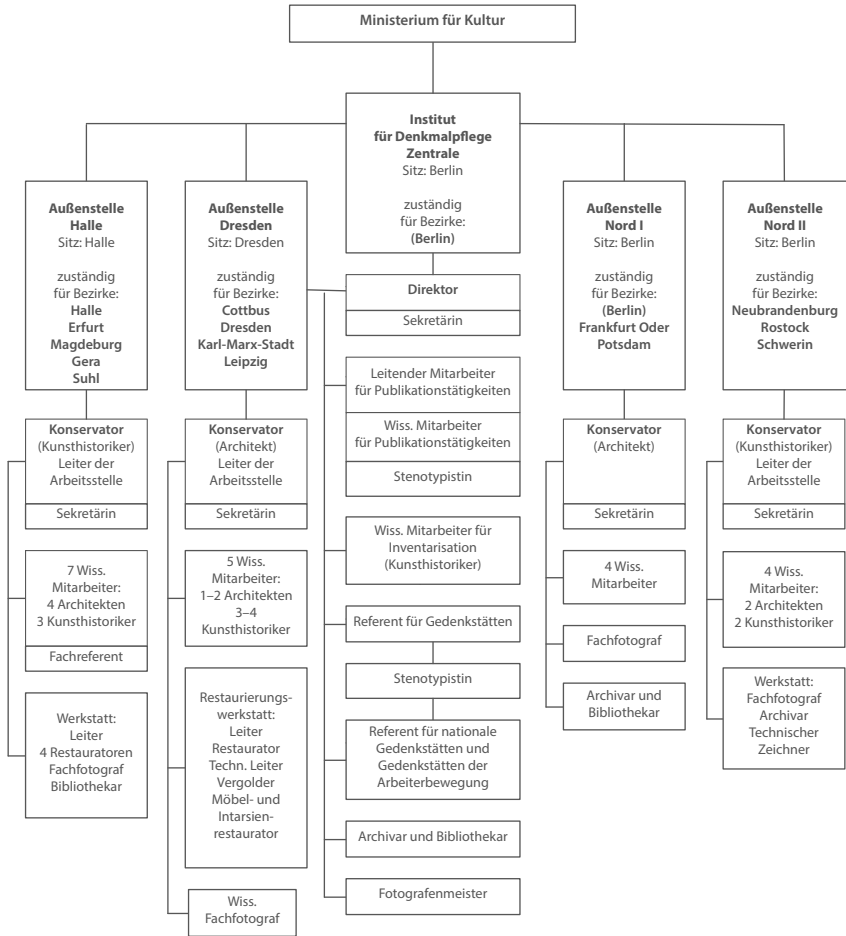 Ministerium für Kultur
Institut
für Denkmalpflege
Zentrale
Sitz: Berlin
zuständig
für Bezirke:
(Berlin)
Außenstelle
Halle
Sitz: Halle
zuständig
für Bezirke:
Halle
Erfurt
Magdeburg
Gera
Suhl
Konservator
(Kunsthistoriker)
Leiter der
Arbeitsstelle
Sekretärin
7 Wiss.
Mitarbeiter:
4 Architekten
3 Kunsthistoriker
Fachreferent
Werkstatt:
Leiter
4 Restauratoren
Fachfotograf
Bibliothekar
Außenstelle
Dresden
Sitz: Dresden
zuständig
für Bezirke:
Cottbus
Dresden
Karl-Marx-Stadt
Leipzig
Konservator
(Architekt)
Leiter der
Arbeitsstelle
Sekretärin
5 Wiss.
Mitarbeiter:
1–2 Architekten
3–4
Kunsthistoriker
Restaurierungs-
werkstatt:
Leiter
Restaurator
Techn. Leiter
Vergolder
Möbel- und
Intarsien-
restaurator
Wiss.
Fachfotograf
Direktor
Sekretärin
Leitender Mitarbeiter
für Publikationstätigkeiten
Wiss. Mitarbeiter
für Publikationstätigkeiten
Stenotypistin
Wiss. Mitarbeiter für
Inventarisation
(Kunsthistoriker)
Referent für Gedenkstätten
Stenotypistin
Referent für nationale
Gedenkstätten und
Gedenkstätten der
Arbeiterbewegung
Archivar und Bibliothekar
Fotografenmeister
Außenstelle
Nord I
Sitz: Berlin
zuständig
für Bezirke:
(Berlin)
Frankfurt Oder
Potsdam
Konservator
(Architekt)
Sekretärin
4 Wiss.
Mitarbeiter
Fachfotograf
Archivar und
Bibliothekar
Außenstelle
Nord II
Sitz: Berlin
zuständig
für Bezirke:
Neubrandenburg
Rostock
Schwerin
Konservator
(Kunsthistoriker)
Leiter der
Arbeitsstelle
Sekretärin
4 Wiss.
Mitarbeiter:
2 Architekten
2 Kunsthistoriker
Werkstatt:
Fachfotograf
Archivar
Technischer
Zeichner